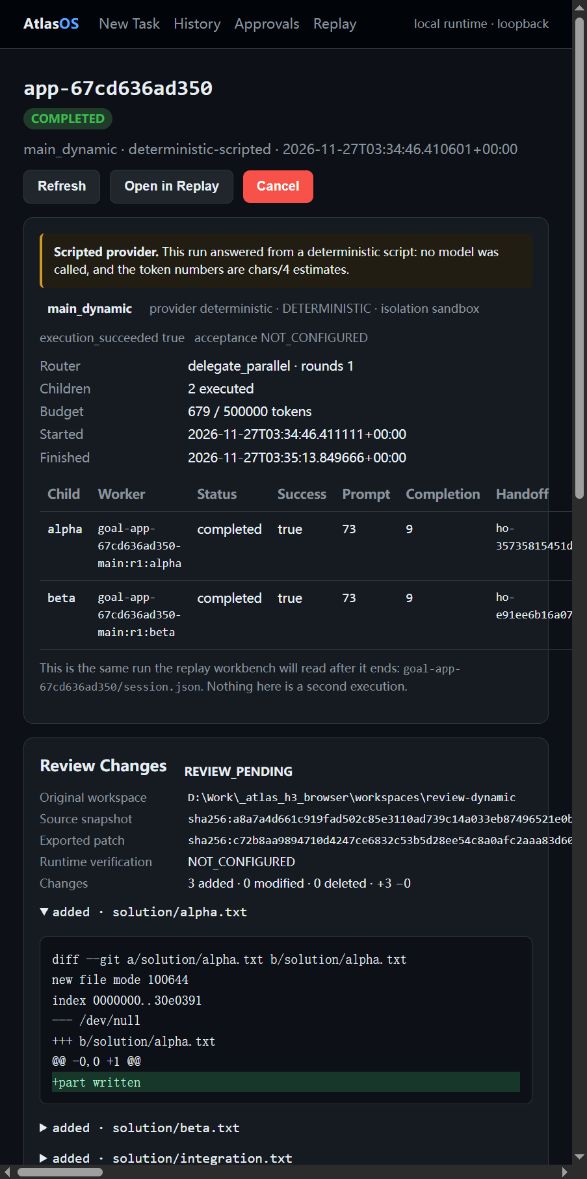 AtlasOS New Task History Approvals Replay local runtime · loopback
app-67cd636ad350
COMPLETED
main_dynamic · deterministic-scripted · 2026-11-27T03:34:46.410601+00:00
Refresh Open in Replay Cancel
Scripted provider. This run answered from a deterministic script: no model was
called, and the token numbers are chars/4 estimates.
main_dynamic provider deterministic · DETERMINISTIC · isolation sandbox
execution_succeeded true acceptance NOT_CONFIGURED
Router delegate_parallel · rounds 1
Children 2 executed
Budget 679 / 500000 tokens
Started 2026-11-27T03:34:46.411111+00:00
Finished 2026-11-27T03:35:13.849666+00:00
Child Worker Status Success Prompt Completion Handoff
alpha goal-app-67cd636ad350-main:r1:alpha completed true 73 9 ho-35735815451d
beta goal-app-67cd636ad350-main:r1:beta completed true 73 9 ho-e91ee6b16a07
This is the same run the replay workbench will read after it ends: goal-app-
67cd636ad350/session.json. Nothing here is a second execution.
Review Changes REVIEW_PENDING
Original workspace D:\Work\_atlas_h3_browser\workspaces\review-dynamic
Source snapshot sha256:a8a7a4d661c919fad502c85e3110ad739c14a033eb87496521e0b
Exported patch sha256:c72b8aa9894710d4247ce6832c53b5d28ee54c8a0afc2aaa83d60
Runtime verification NOT_CONFIGURED
Changes 3 added · 0 modified · 0 deleted · +3 −0
▼ added · solution/alpha.txt
diff --git a/solution/alpha.txt b/solution/alpha.txt
new file mode 100644
index 0000000..30e0391
--- /dev/null
+++ b/solution/alpha.txt
@@ -0,0 +1 @@
+part written
▶ added · solution/beta.txt
▶ added · solution/integration.txt